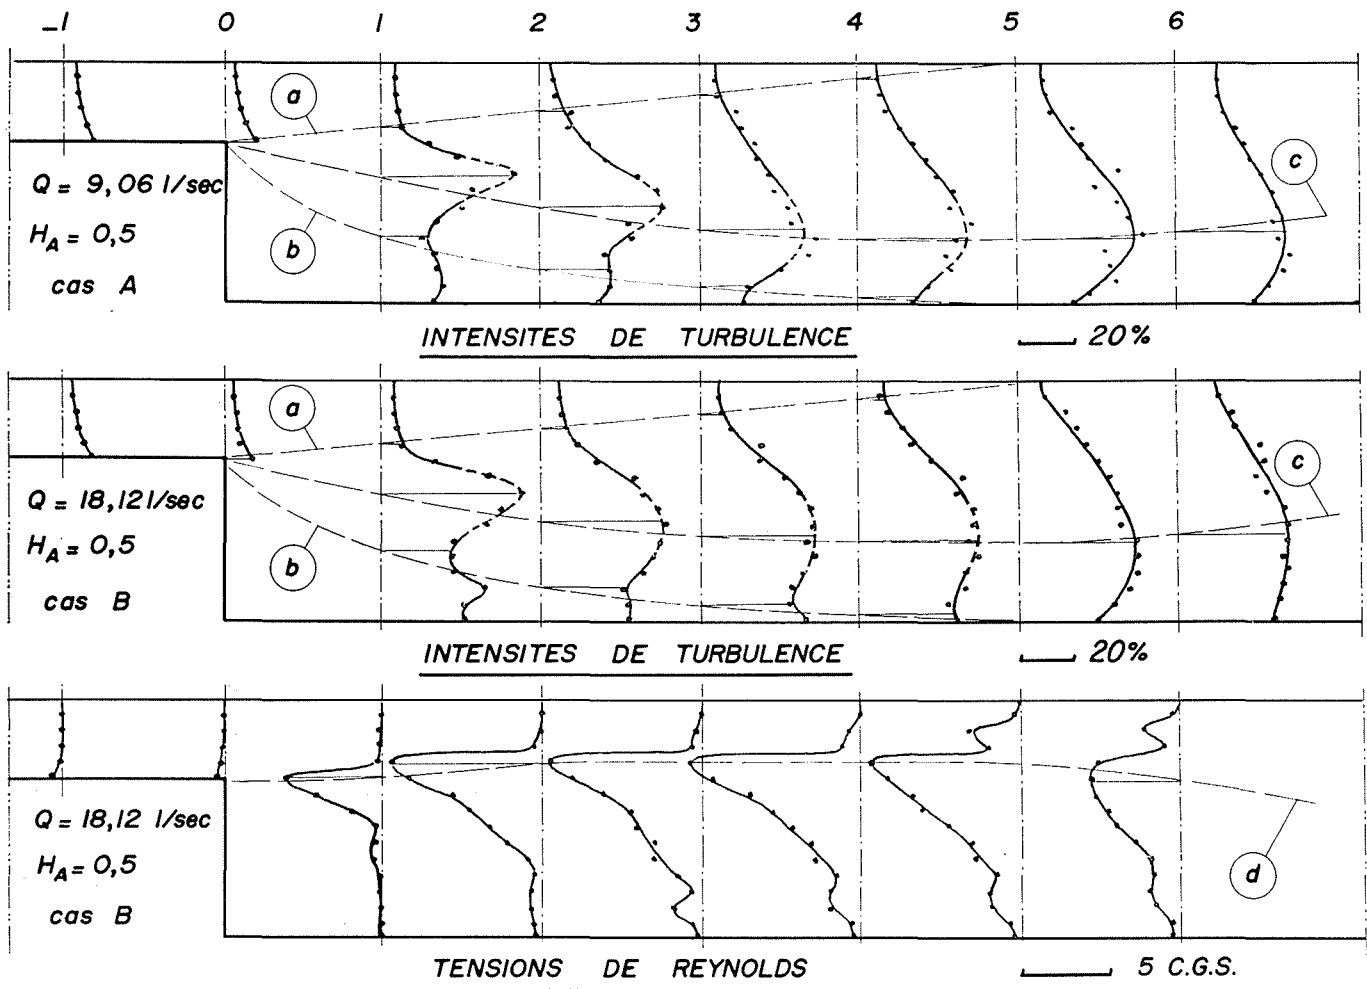 -1 0 1 2 3 4 5 6
a
Q = 9,06 l/sec
c
H_A = 0,5
b
cas A
INTENSITES DE TURBULENCE 20%
a
c
Q = 18,12 l/sec
H_A = 0,5
b
cas B
INTENSITES DE TURBULENCE 20%
Q = 18,12 l/sec
H_A = 0,5
d
cas B
TENSIONS DE REYNOLDS 5 C.G.S.